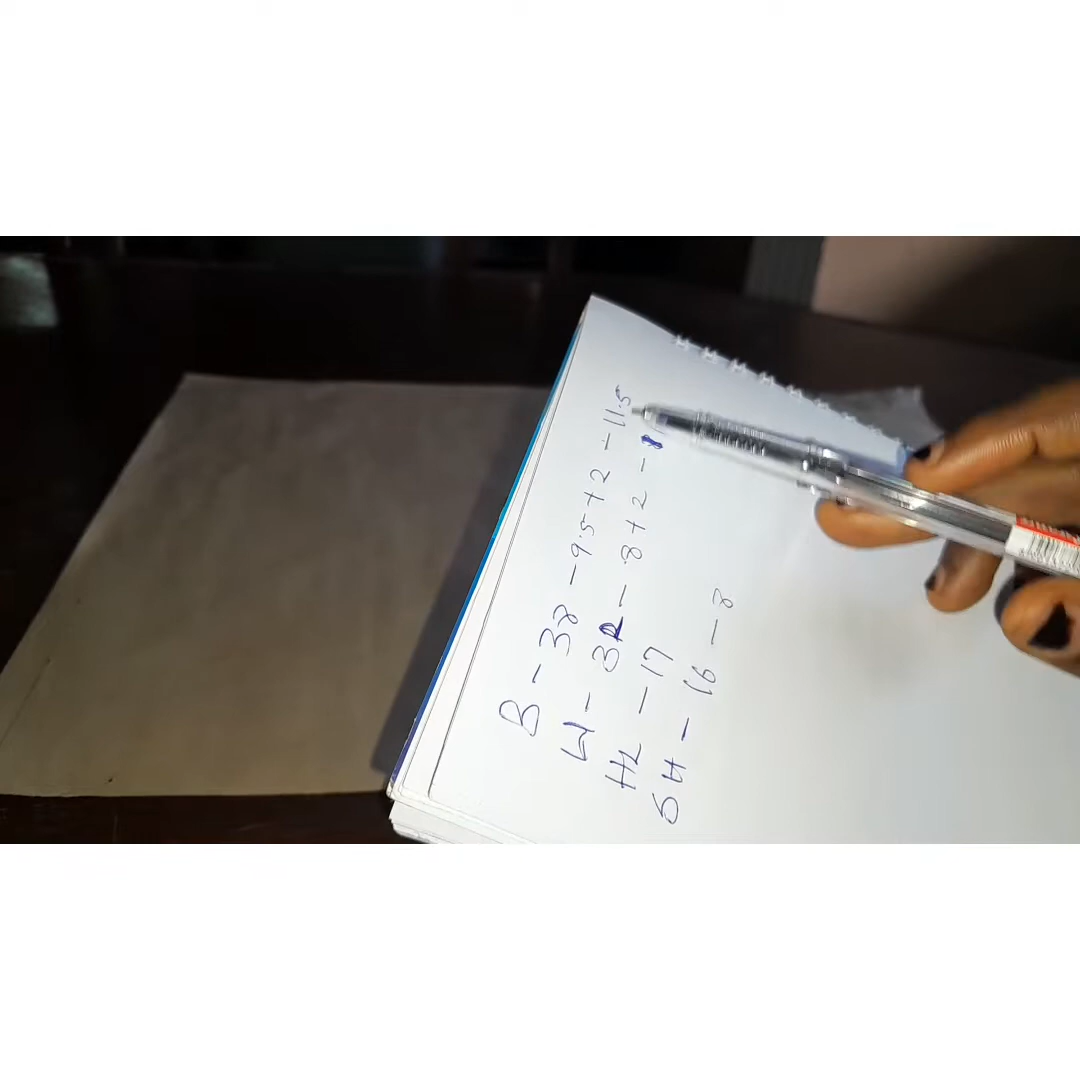 B - 38 - 9.5 + 2 - 11.5
W - 32 - 8 + 2 -
HL - 17
SH - 16 - 8